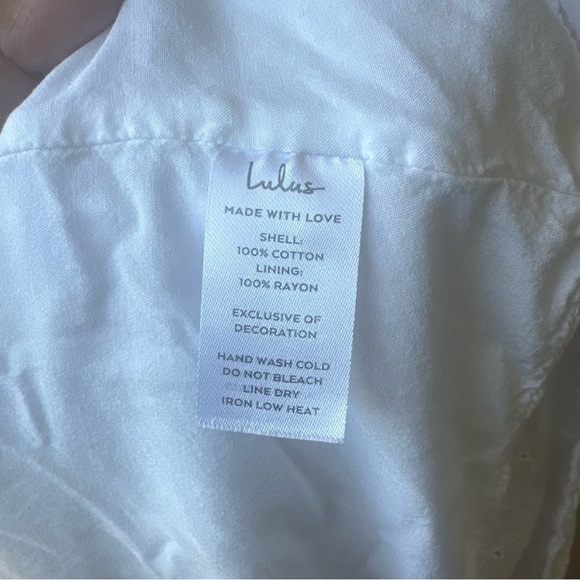 Lulus
MADE WITH LOVE
SHELL:
100% COTTON
LINING:
100% RAYON
EXCLUSIVE OF
DECORATION
HAND WASH COLD
DO NOT BLEACH
LINE DRY
IRON LOW HEAT